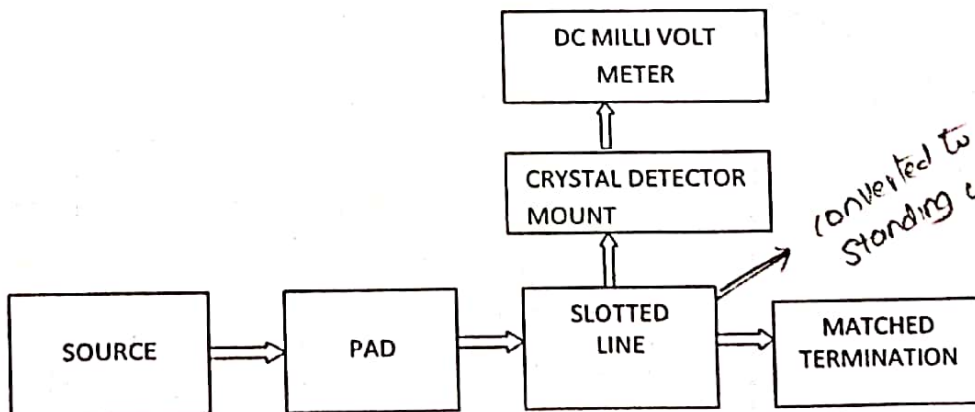 DC MILLI VOLT
METER
CRYSTAL DETECTOR
MOUNT
converted to
standing
SOURCE
PAD
SLOTTED
LINE
MATCHED
TERMINATION